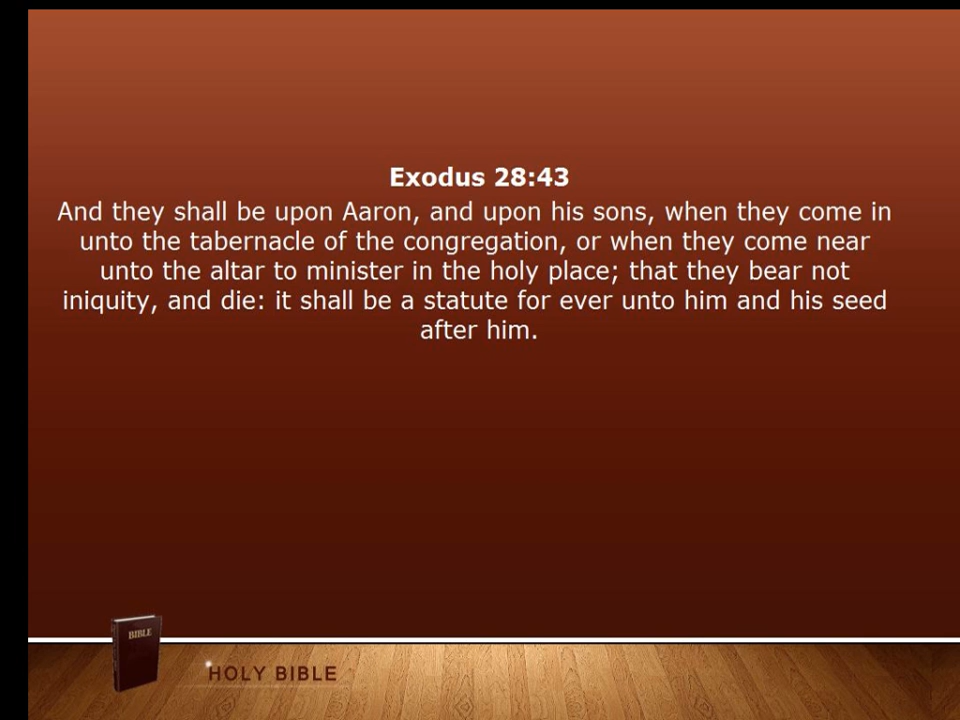 Exodus 28:43
And they shall be upon Aaron, and upon his sons, when they come in
unto the tabernacle of the congregation, or when they come near
unto the altar to minister in the holy place; that they bear not
iniquity, and die: it shall be a statute for ever unto him and his seed
after him.
BIBLE
HOLY BIBLE